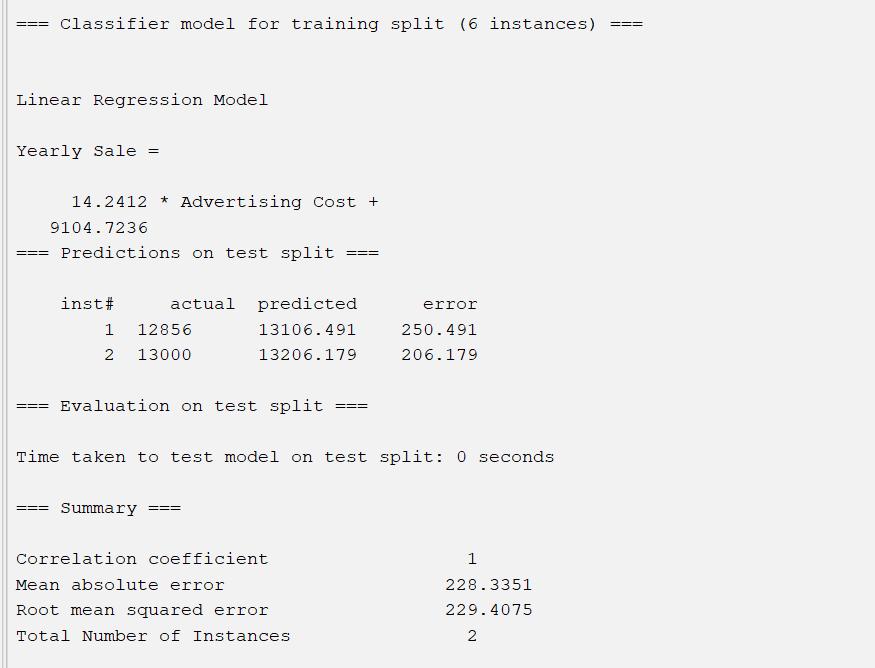 === Classifier model for training split (6 instances) ===
Linear Regression Model
Yearly Sale =
14.2412 * Advertising Cost +
9104.7236
=== Predictions on test split ===
inst# actual predicted error
1 12856 13106.491 250.491
2 13000 13206.179 206.179
=== Evaluation on test split ===
Time taken to test model on test split: 0 seconds
=== Summary ===
Correlation coefficient 1
Mean absolute error 228.3351
Root mean squared error 229.4075
Total Number of Instances 2